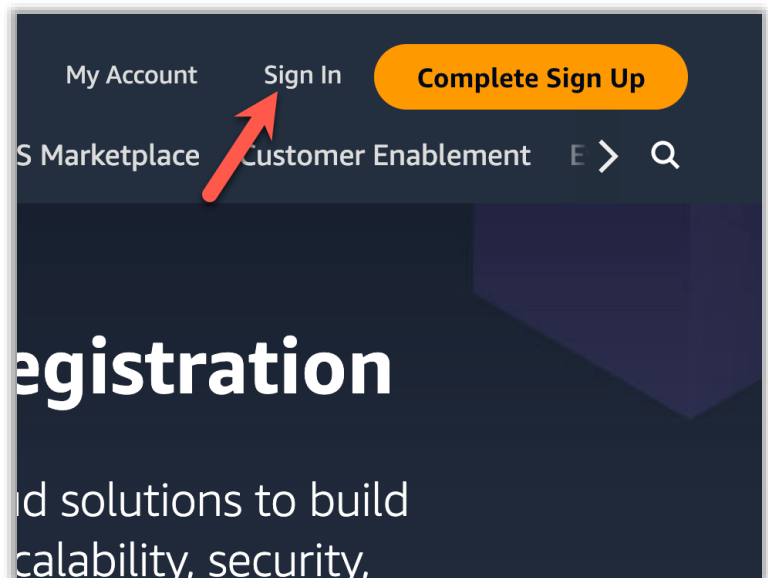 My Account Sign In Complete Sign Up
S Marketplace Customer Enablement E
egistration
d solutions to build
calability, security,